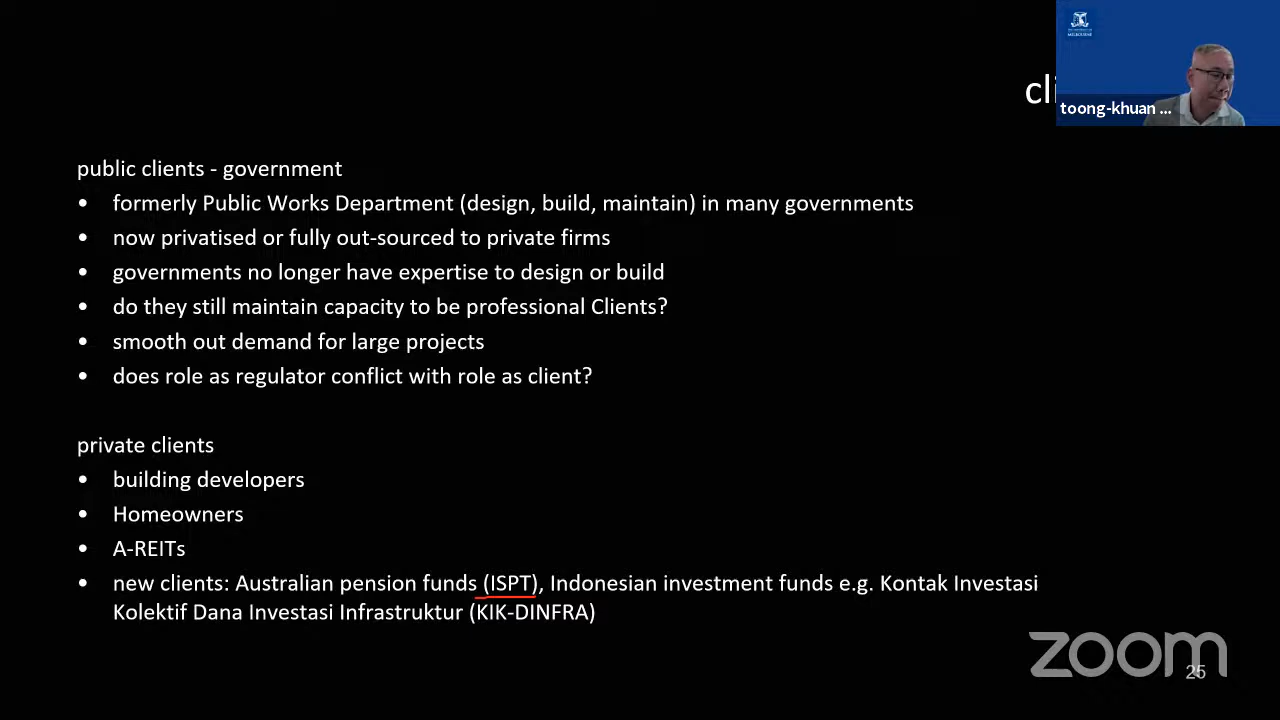 MELBOURNE
cli
toong-khuan ...
public clients - government
• formerly Public Works Department (design, build, maintain) in many governments
• now privatised or fully out-sourced to private firms
• governments no longer have expertise to design or build
• do they still maintain capacity to be professional Clients?
• smooth out demand for large projects
• does role as regulator conflict with role as client?
private clients
• building developers
• Homeowners
• A-REITs
• new clients: Australian pension funds (ISPT), Indonesian investment funds e.g. Kontak Investasi
Kolektif Dana Investasi Infrastruktur (KIK-DINFRA)
zoom
25